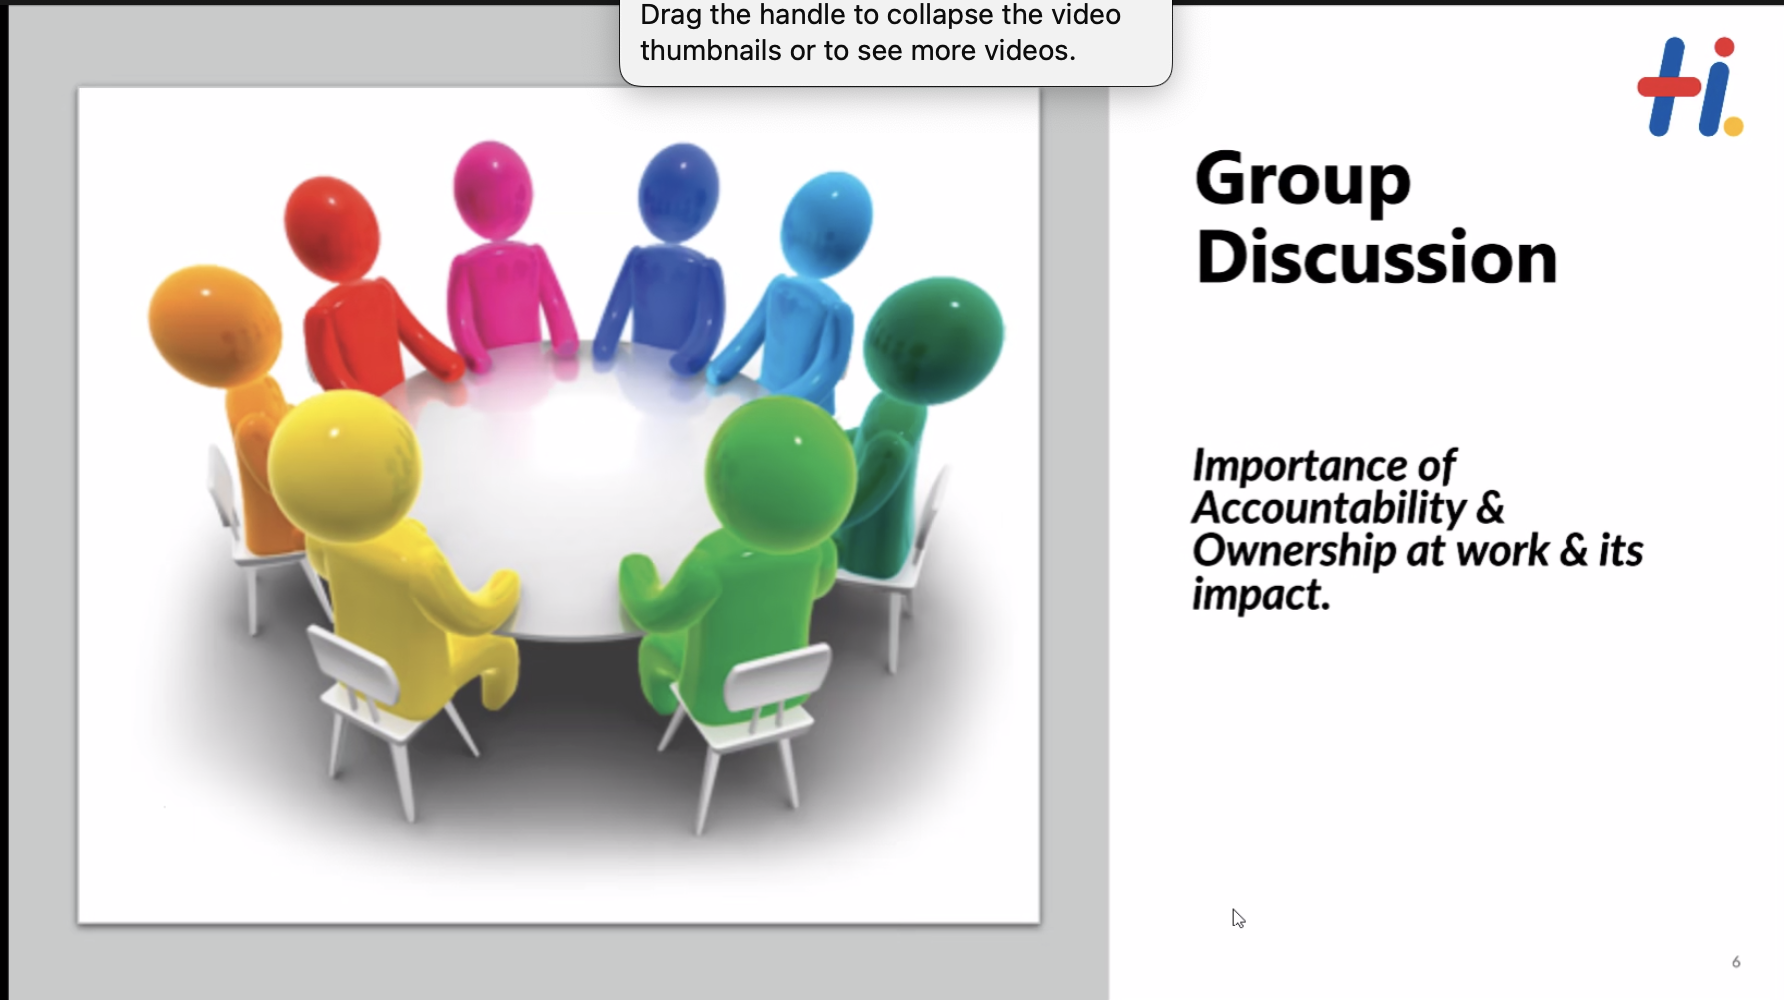 Drag the handle to collapse the video
thumbnails or to see more videos.
Hi.
Group
Discussion
Importance of
Accountability &
Ownership at work & its
impact.
6